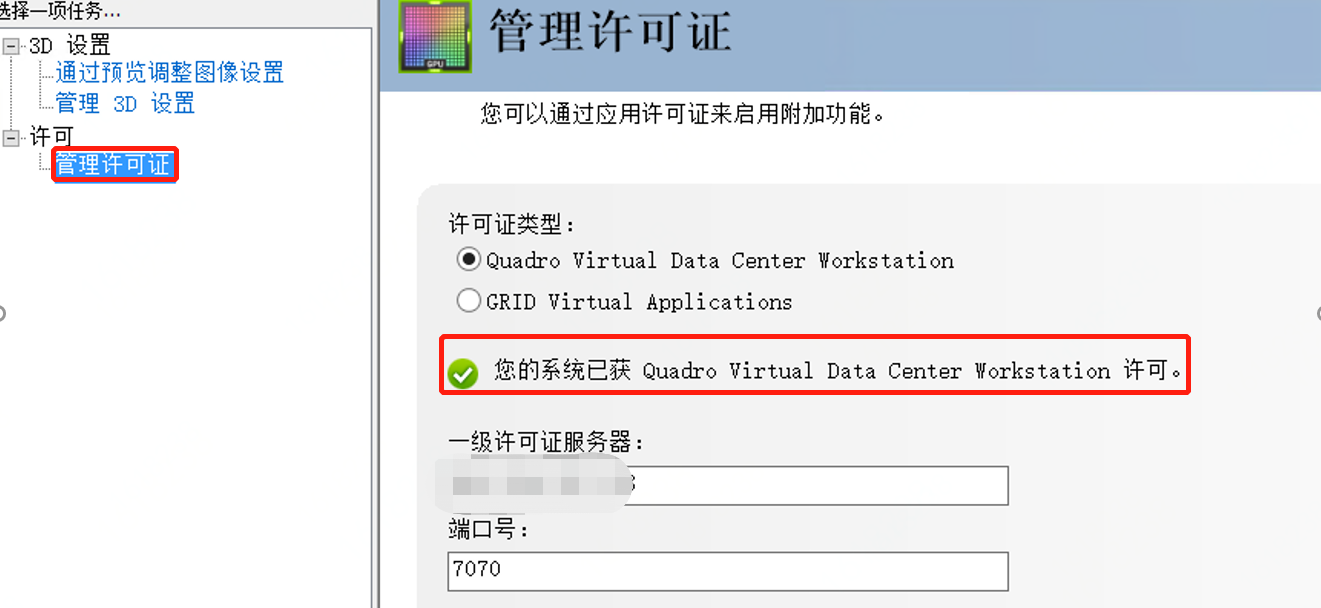 选择一项任务...
3D 设置
通过预览调整图像设置
管理 3D 设置
许可
管理许可证
GPU
管理许可证
您可以通过应用许可证来启用附加功能。
许可证类型:
Quadro Virtual Data Center Workstation
GRID Virtual Applications
您的系统已获 Quadro Virtual Data Center Workstation 许可。
一级许可证服务器:
端口号:
7070